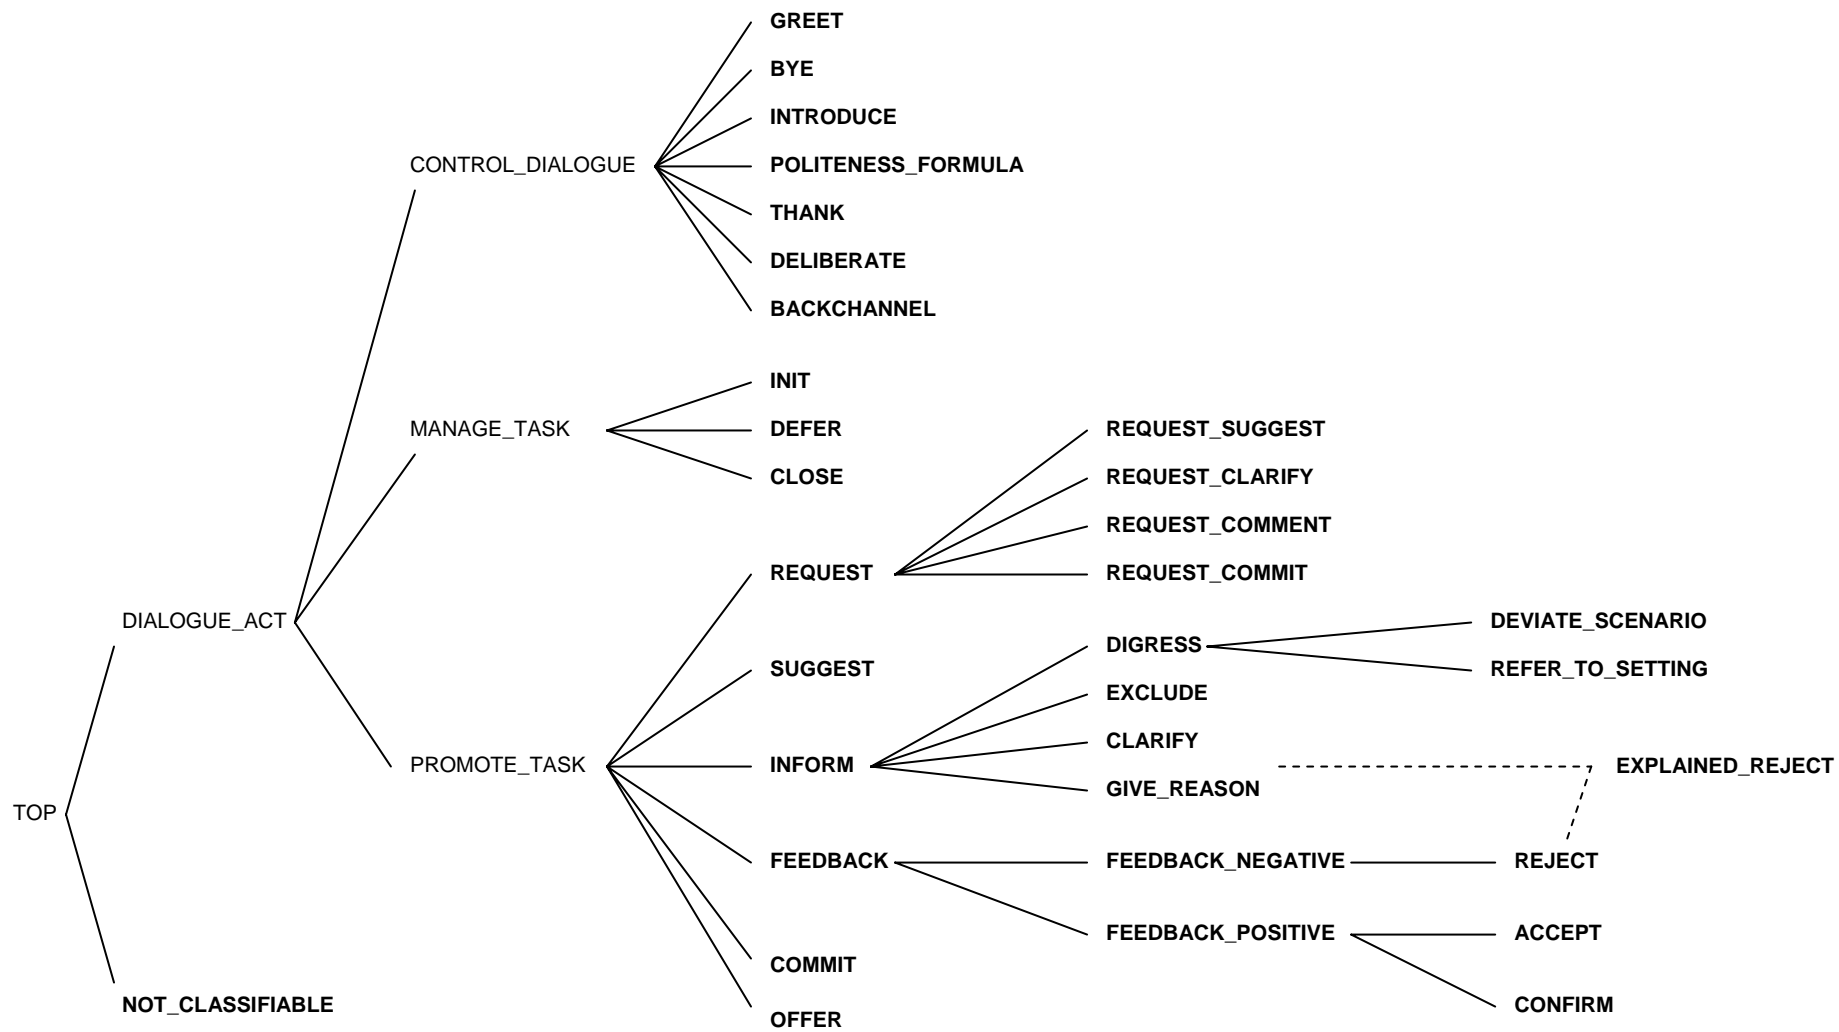 GREET
BYE
INTRODUCE
CONTROL_DIALOGUE
POLITENESS_FORMULA
THANK
DELIBERATE
BACKCHANNEL
INIT
MANAGE_TASK
DEFER
REQUEST_SUGGEST
CLOSE
REQUEST_CLARIFY
REQUEST_COMMENT
REQUEST
REQUEST_COMMIT
DIALOGUE_ACT
DEVIATE_SCENARIO
DIGRESS
SUGGEST
REFER_TO_SETTING
EXCLUDE
CLARIFY
PROMOTE_TASK
INFORM
EXPLAINED_REJECT
GIVE_REASON
TOP
FEEDBACK
FEEDBACK_NEGATIVE
REJECT
FEEDBACK_POSITIVE
ACCEPT
COMMIT
NOT_CLASSIFIABLE
CONFIRM
OFFER